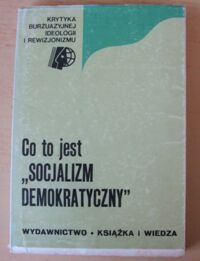 KRYTYKA
BURŻUAZYJNEJ
IDEOLOGII
I REWIZJONIZMU
Co to jest
„SOCJALIZM
DEMOKRATYCZNY"
WYDAWNICTWO • KSIĄŻKA I WIEDZA